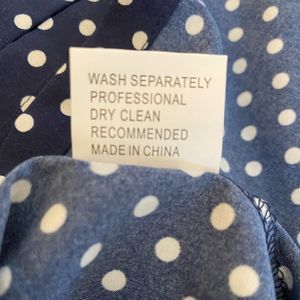 WASH SEPARATELY
PROFESSIONAL
DRY CLEAN
RECOMMENDED
MADE IN CHINA